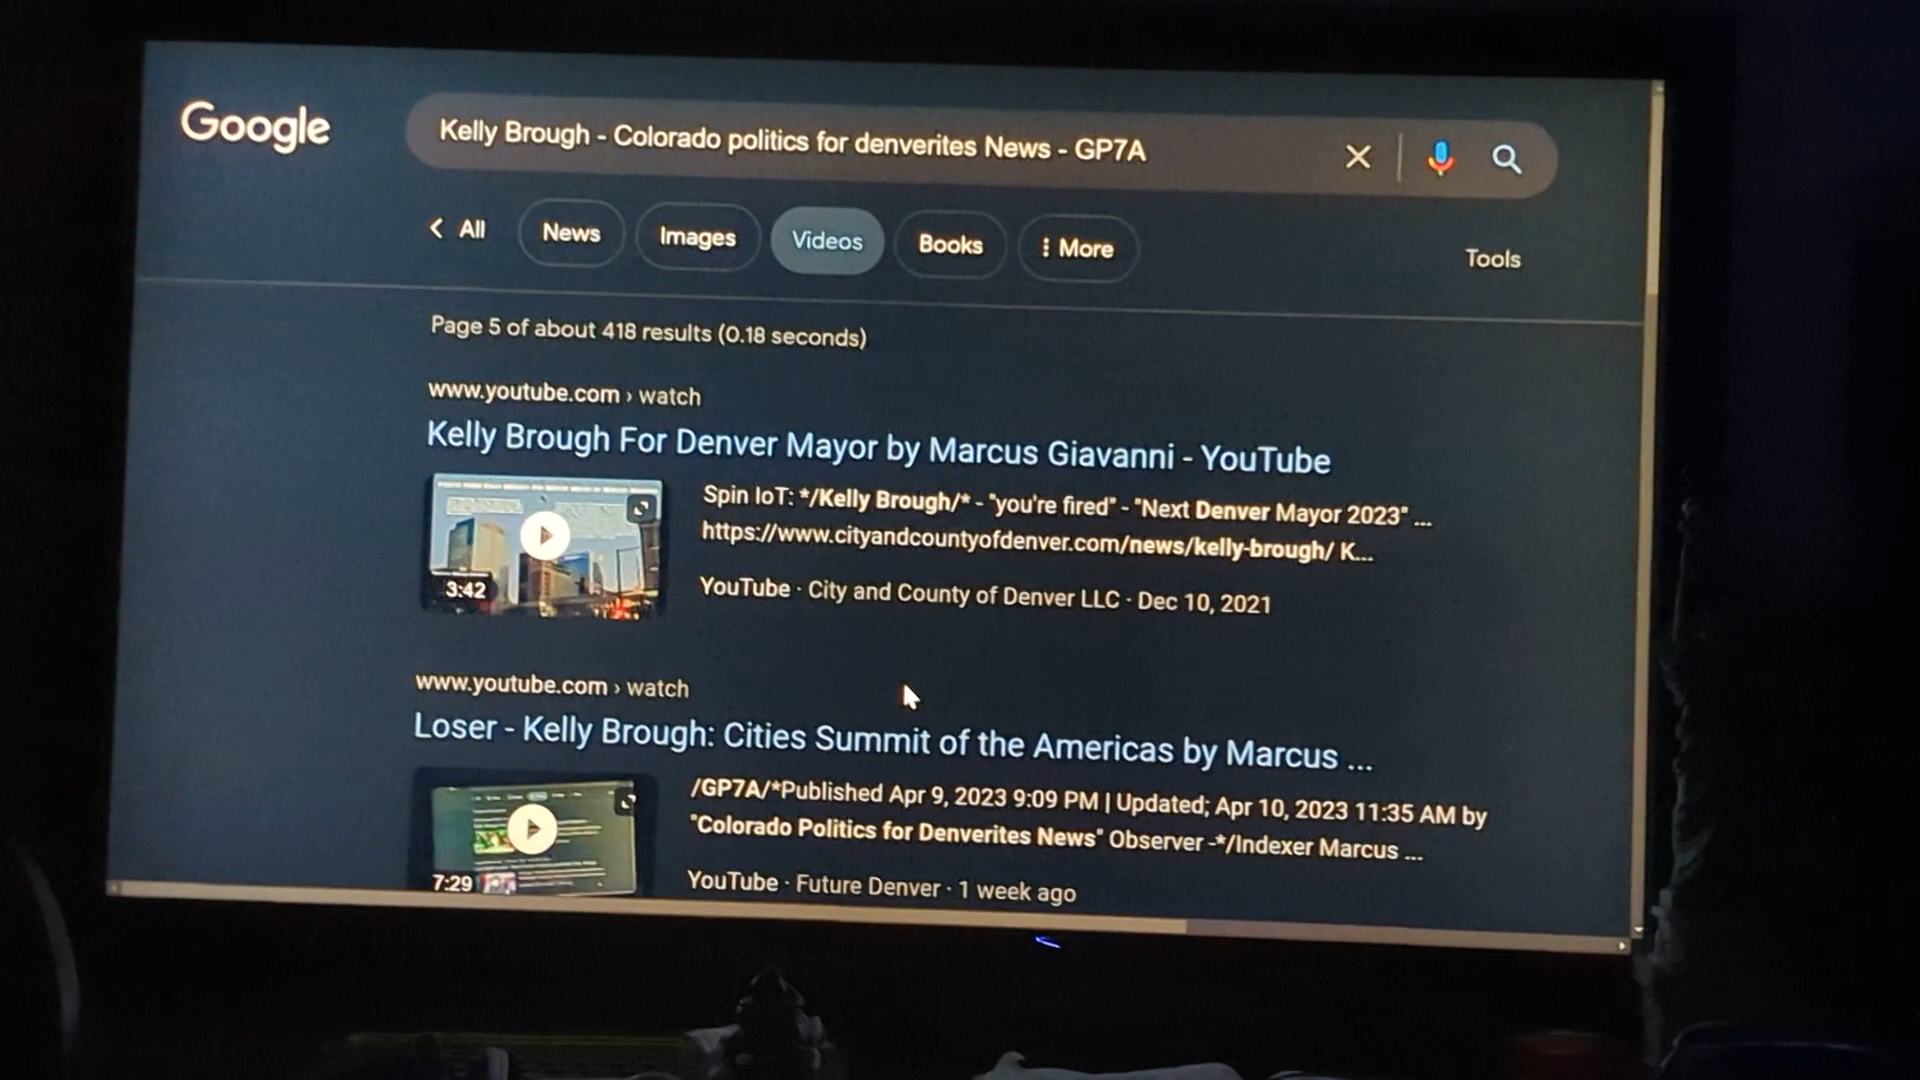 Google
Kelly Brough - Colorado politics for denverites News - GP7A
All
News
Images
Videos
Books
More
Tools
Page 5 of about 418 results (0.18 seconds)
www.youtube.com › watch
Kelly Brough For Denver Mayor by Marcus Giavanni - YouTube
3:42
Spin IoT: */Kelly Brough/* - "you're fired" - "Next Denver Mayor 2023" ...
https://www.cityandcountyofdenver.com/news/kelly-brough/ K...
YouTube · City and County of Denver LLC · Dec 10, 2021
www.youtube.com › watch
Loser - Kelly Brough: Cities Summit of the Americas by Marcus ...
7:29
/GP7A/*Published Apr 9, 2023 9:09 PM | Updated; Apr 10, 2023 11:35 AM by
"Colorado Politics for Denverites News" Observer -*/Indexer Marcus ...
YouTube · Future Denver · 1 week ago